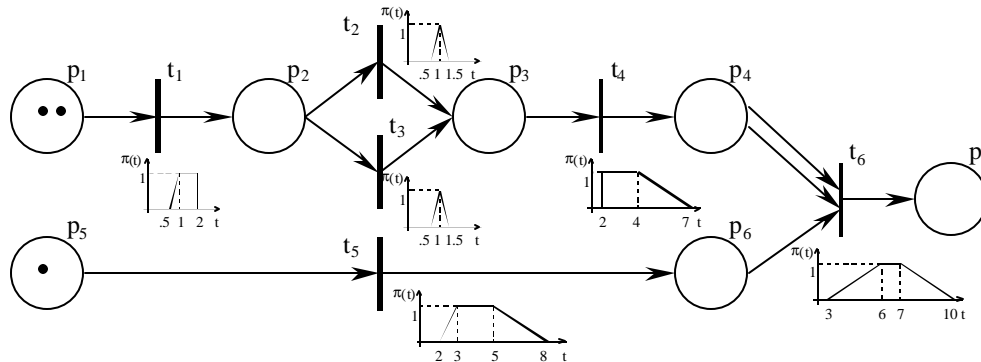 π(t)
t2
1
.5 1 1.5 t
p1
t1
p2
p3
t4
p4
t3
π(t)
1
.5 1 2 t
π(t)
1
.5 1 1.5 t
π(t)
1
2 4 7 t
t6
p
p5
t5
p6
π(t)
1
2 3 5 8 t
π(t)
1
3 6 7 10 t